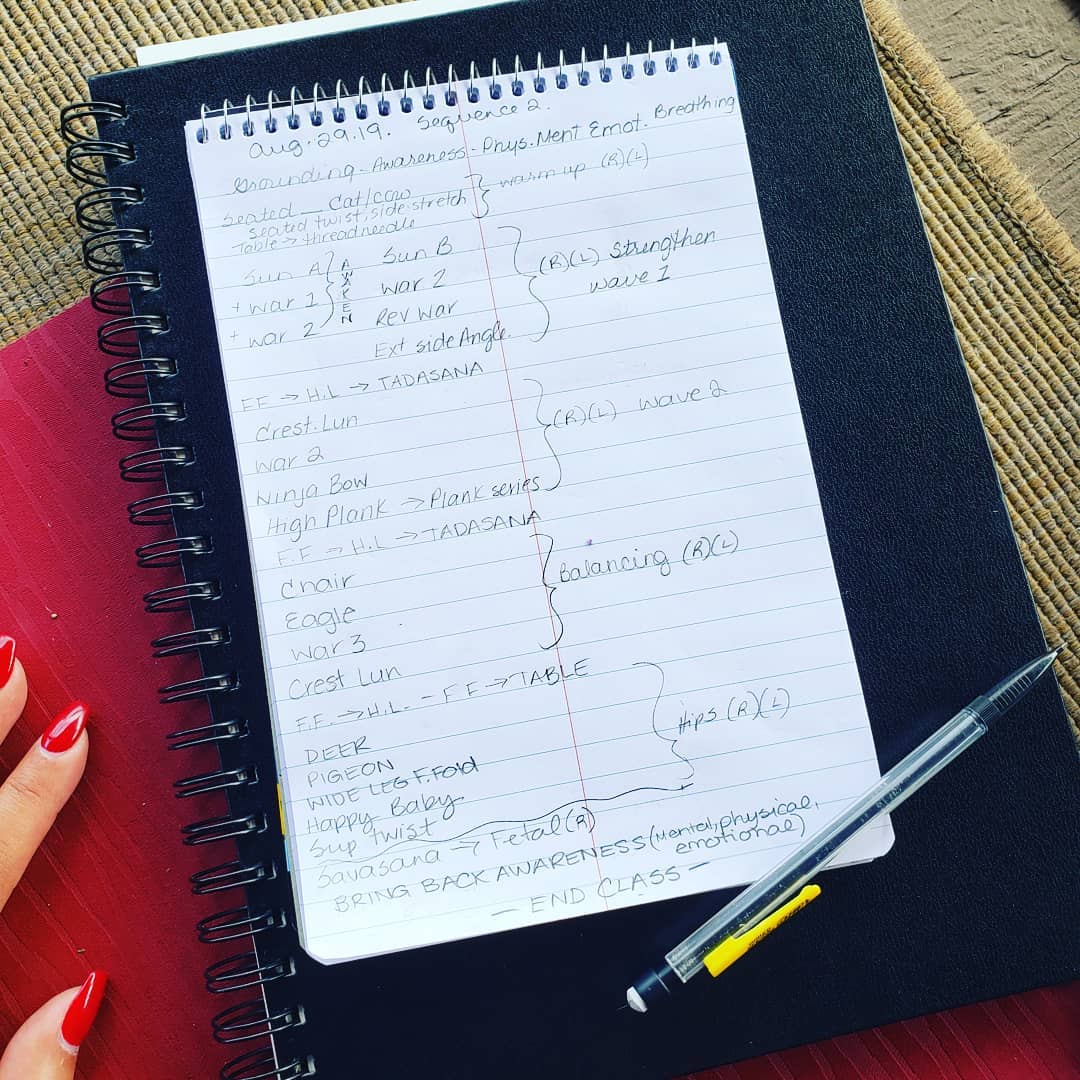 Aug.29.19. Sequence 2.
Grounding - Awareness - Phys. Ment Emot. Breathing
Seated — Cat/cow
seated twist, side stretch
Table → threadneedle
warm up (R)(L)
Sun A
+ war 1
+ war 2
AWAKEN
Sun B
war 2
Rev War
Ext side Angle.
(R)(L) Strengthen
wave 1
FF → H.L → TADASANA
Crest. Lun
war 2
Ninja Bow
High Plank → Plank series
(R)(L) wave 2
F.F → H.L → TADASANA
Chair
Eagle
war 3
Crest Lun
Balancing (R)(L)
F.F. → H.L. - F F → TABLE
DEER
PIGEON
WIDE LEG F. FOld
Happy Baby
Sup Twist
Hips (R)(L)
Savasana → Fetal (R)
BRING BACK AWARENESS (Mental, physical,
emotional)
— END CLASS —